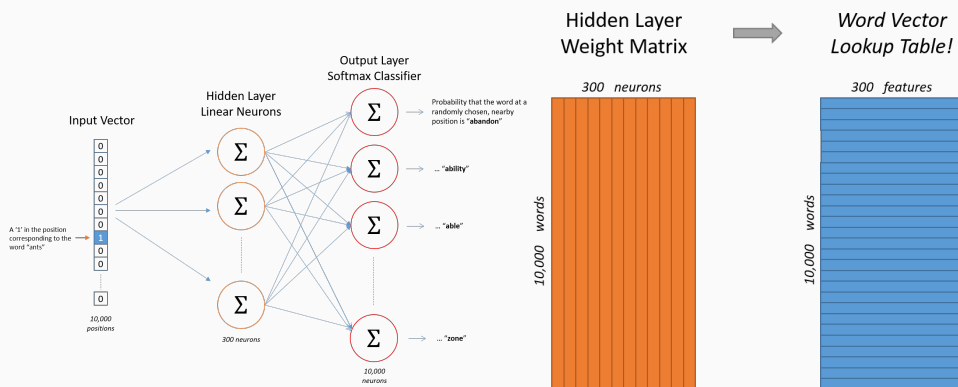 Input Vector
0
0
0
0
0
0
0
1
0
0
0
A '1' in the position
corresponding to the
word "ants"
10,000
positions
Hidden Layer
Linear Neurons
Σ
Σ
Σ
300 neurons
Output Layer
Softmax Classifier
Σ
Σ
Σ
Σ
10,000
neurons
Probability that the word at a
randomly chosen, nearby
position is "abandon"
... "ability"
... "able"
... "zone"
Hidden Layer
Weight Matrix
300 neurons
10,000 words
Word Vector
Lookup Table!
300 features
10,000 words